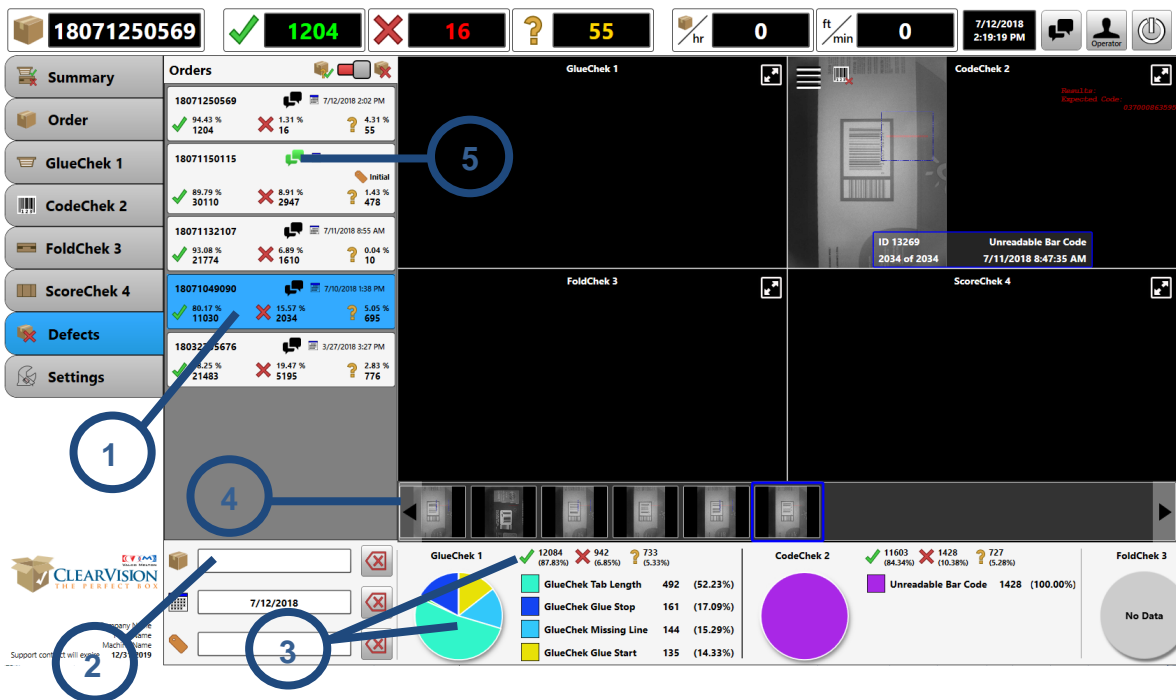 18071250569
1204
16
55
hr
0
ft
min
0
7/12/2018
2:19:19 PM
Operator
Summary
Order
GlueChek 1
CodeChek 2
FoldChek 3
ScoreChek 4
Defects
Settings
Orders
18071250569
7/12/2018 2:02 PM
94.43 %
1204
1.31 %
16
4.31 %
55
18071150115
Initial
89.79 %
30110
8.91 %
2947
1.43 %
478
18071132107
7/11/2018 8:55 AM
93.08 %
21774
6.89 %
1610
0.04 %
10
18071049090
7/10/2018 1:38 PM
80.17 %
11030
15.57 %
2034
5.05 %
695
3/27/2018 3:27 PM
21483
19.47 %
5195
2.83 %
776
GlueChek 1
CodeChek 2
Results:
Expected Code:
ID 13269
Unreadable Bar Code
2034 of 2034
7/11/2018 8:47:35 AM
FoldChek 3
ScoreChek 4
1
2
3
4
5
CLEARVISION
THE PERFECT BOX
Support
12/31/2019
7/12/2018
GlueChek 1
12084
(87.83%)
942
(6.85%)
733
(5.33%)
GlueChek Tab Length 492 (52.23%)
GlueChek Glue Stop 161 (17.09%)
GlueChek Missing Line 144 (15.29%)
GlueChek Glue Start 135 (14.33%)
CodeChek 2
11603
(84.34%)
1428
(10.38%)
727
(5.28%)
Unreadable Bar Code 1428 (100.00%)
FoldChek 3
No Data